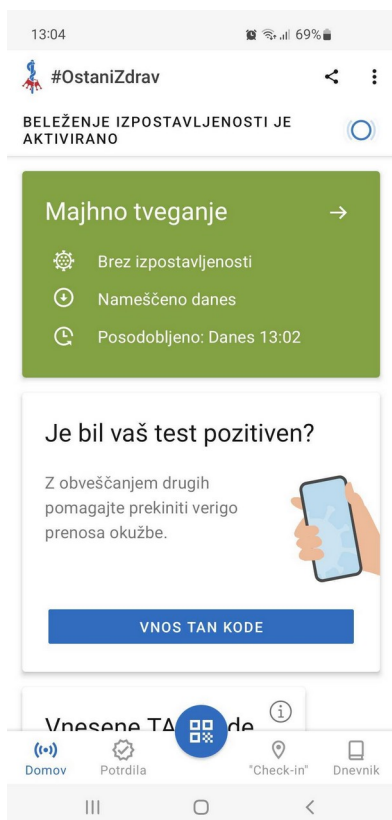 13:04
69%
#OstaniZdrav
BELEŽENJE IZPOSTAVLJENOSTI JE
AKTIVIRANO
Majhno tveganje
Brez izpostavljenosti
Nameščeno danes
Posodobljeno: Danes 13:02
Je bil vaš test pozitiven?
Z obveščanjem drugih
pomagajte prekiniti verigo
prenosa okužbe.
VNOS TAN KODE
Vnesene
Domov
Potrdila
"Check-in"
Dnevnik